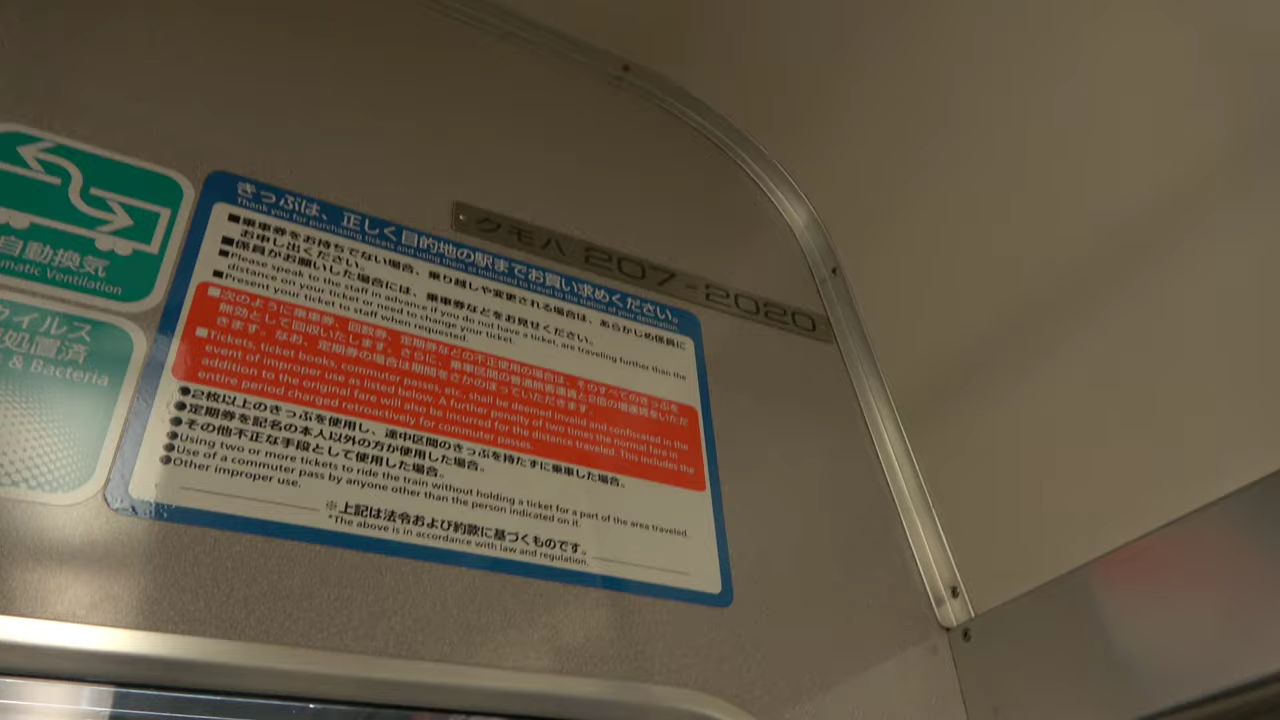 自動換気
matic Ventilation
ウイルス
処置済
& Bacteria
クモハ 207-2020
きっぷは、正しく目的地の駅までお買い求めください。
Thank you for purchasing tickets and using them as indicated to travel to the station of your destination.
■乗車券をお持ちでない場合、乗り越しや変更される場合は、あらかじめ係員に
お申し出ください。
■係員がお願いした場合には、乗車券などをお見せください。
■Please speak to the staff in advance if you do not have a ticket, are traveling further than the
distance on your ticket or need to change your ticket.
■Present your ticket to staff when requested.
■次のように乗車券、回数券、定期券などの不正使用の場合は、そのすべてのきっぷを
無効として回収いたします。さらに、乗車区間の普通旅客運賃と2倍の増運賃をいただ
きます。なお、定期券の場合は期間をさかのぼっていただきます。
■Tickets, ticket books, commuter passes, etc, shall be deemed invalid and confiscated in the
event of improper use as listed below. A further penalty of two times the normal fare in
addition to the original fare will also be incurred for the distance traveled. This includes the
entire period charged retroactively for commuter passes.
●2枚以上のきっぷを使用し、途中区間のきっぷを持たずに乗車した場合。
●定期券を記名の本人以外の方が使用した場合。
●その他不正な手段として使用した場合。
●Using two or more tickets to ride the train without holding a ticket for a part of the area traveled.
●Use of a commuter pass by anyone other than the person indicated on it.
●Other improper use.
※上記は法令および約款に基づくものです。
*The above is in accordance with law and regulation.